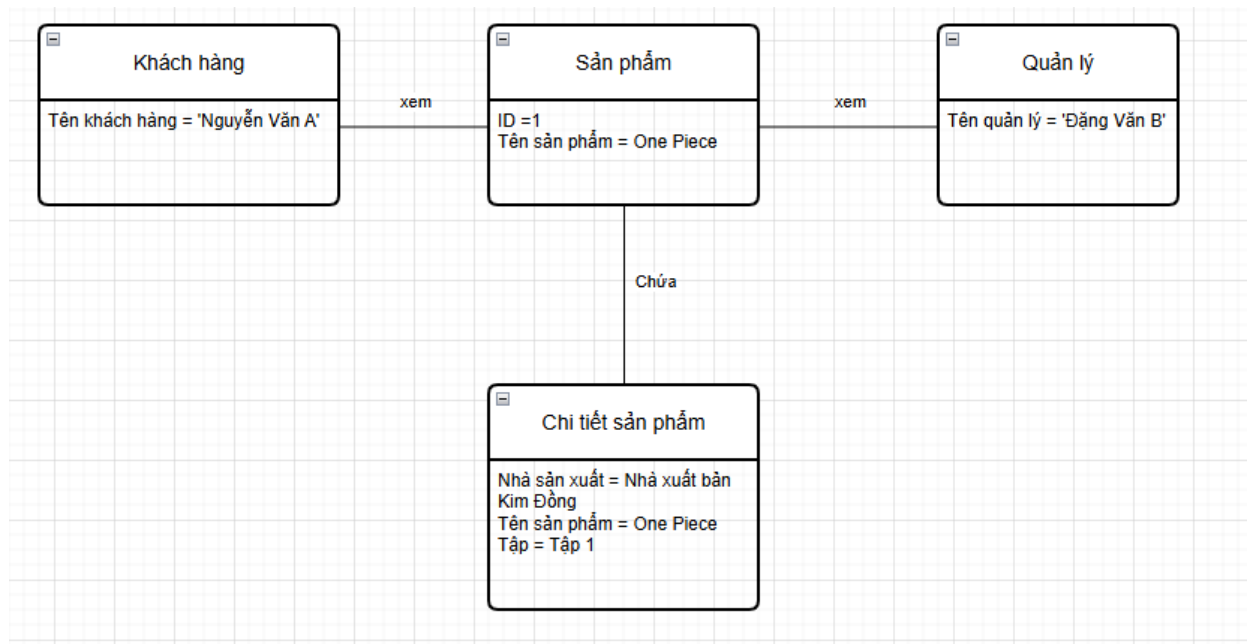 Khách hàng
Tên khách hàng = 'Nguyễn Văn A'
xem
Sản phẩm
ID =1
Tên sản phẩm = One Piece
xem
Quản lý
Tên quản lý = 'Đặng Văn B'
Chứa
Chi tiết sản phẩm
Nhà sản xuất = Nhà xuất bản
Kim Đồng
Tên sản phẩm = One Piece
Tập = Tập 1